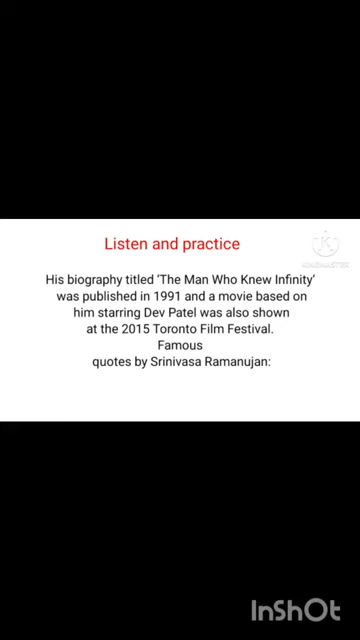 Listen and practice
K
KINEMASTER
His biography titled ‘The Man Who Knew Infinity’
was published in 1991 and a movie based on
him starring Dev Patel was also shown
at the 2015 Toronto Film Festival.
Famous
quotes by Srinivasa Ramanujan:
InShOt